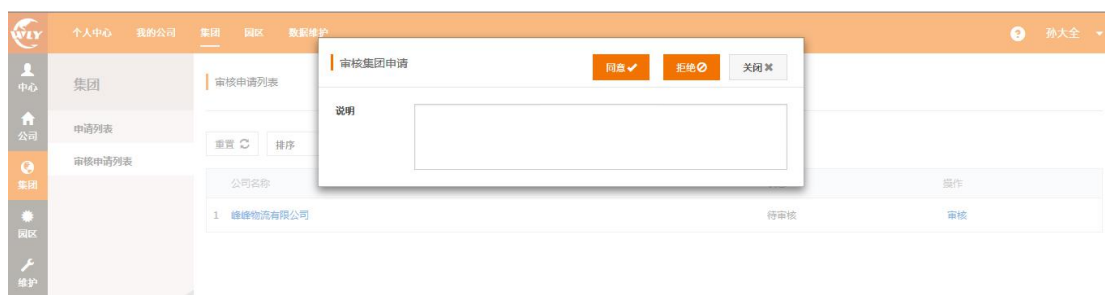 WLY 个人中心 我的公司 集团 园区 数据维护 孙大全
中心
公司
集团
园区
维护
集团
申请列表
审核申请列表
审核申请列表
重置 排序
审核集团申请 同意 拒绝 关闭
说明
公司名称 操作
1 峰峰物流有限公司 待审核 审核